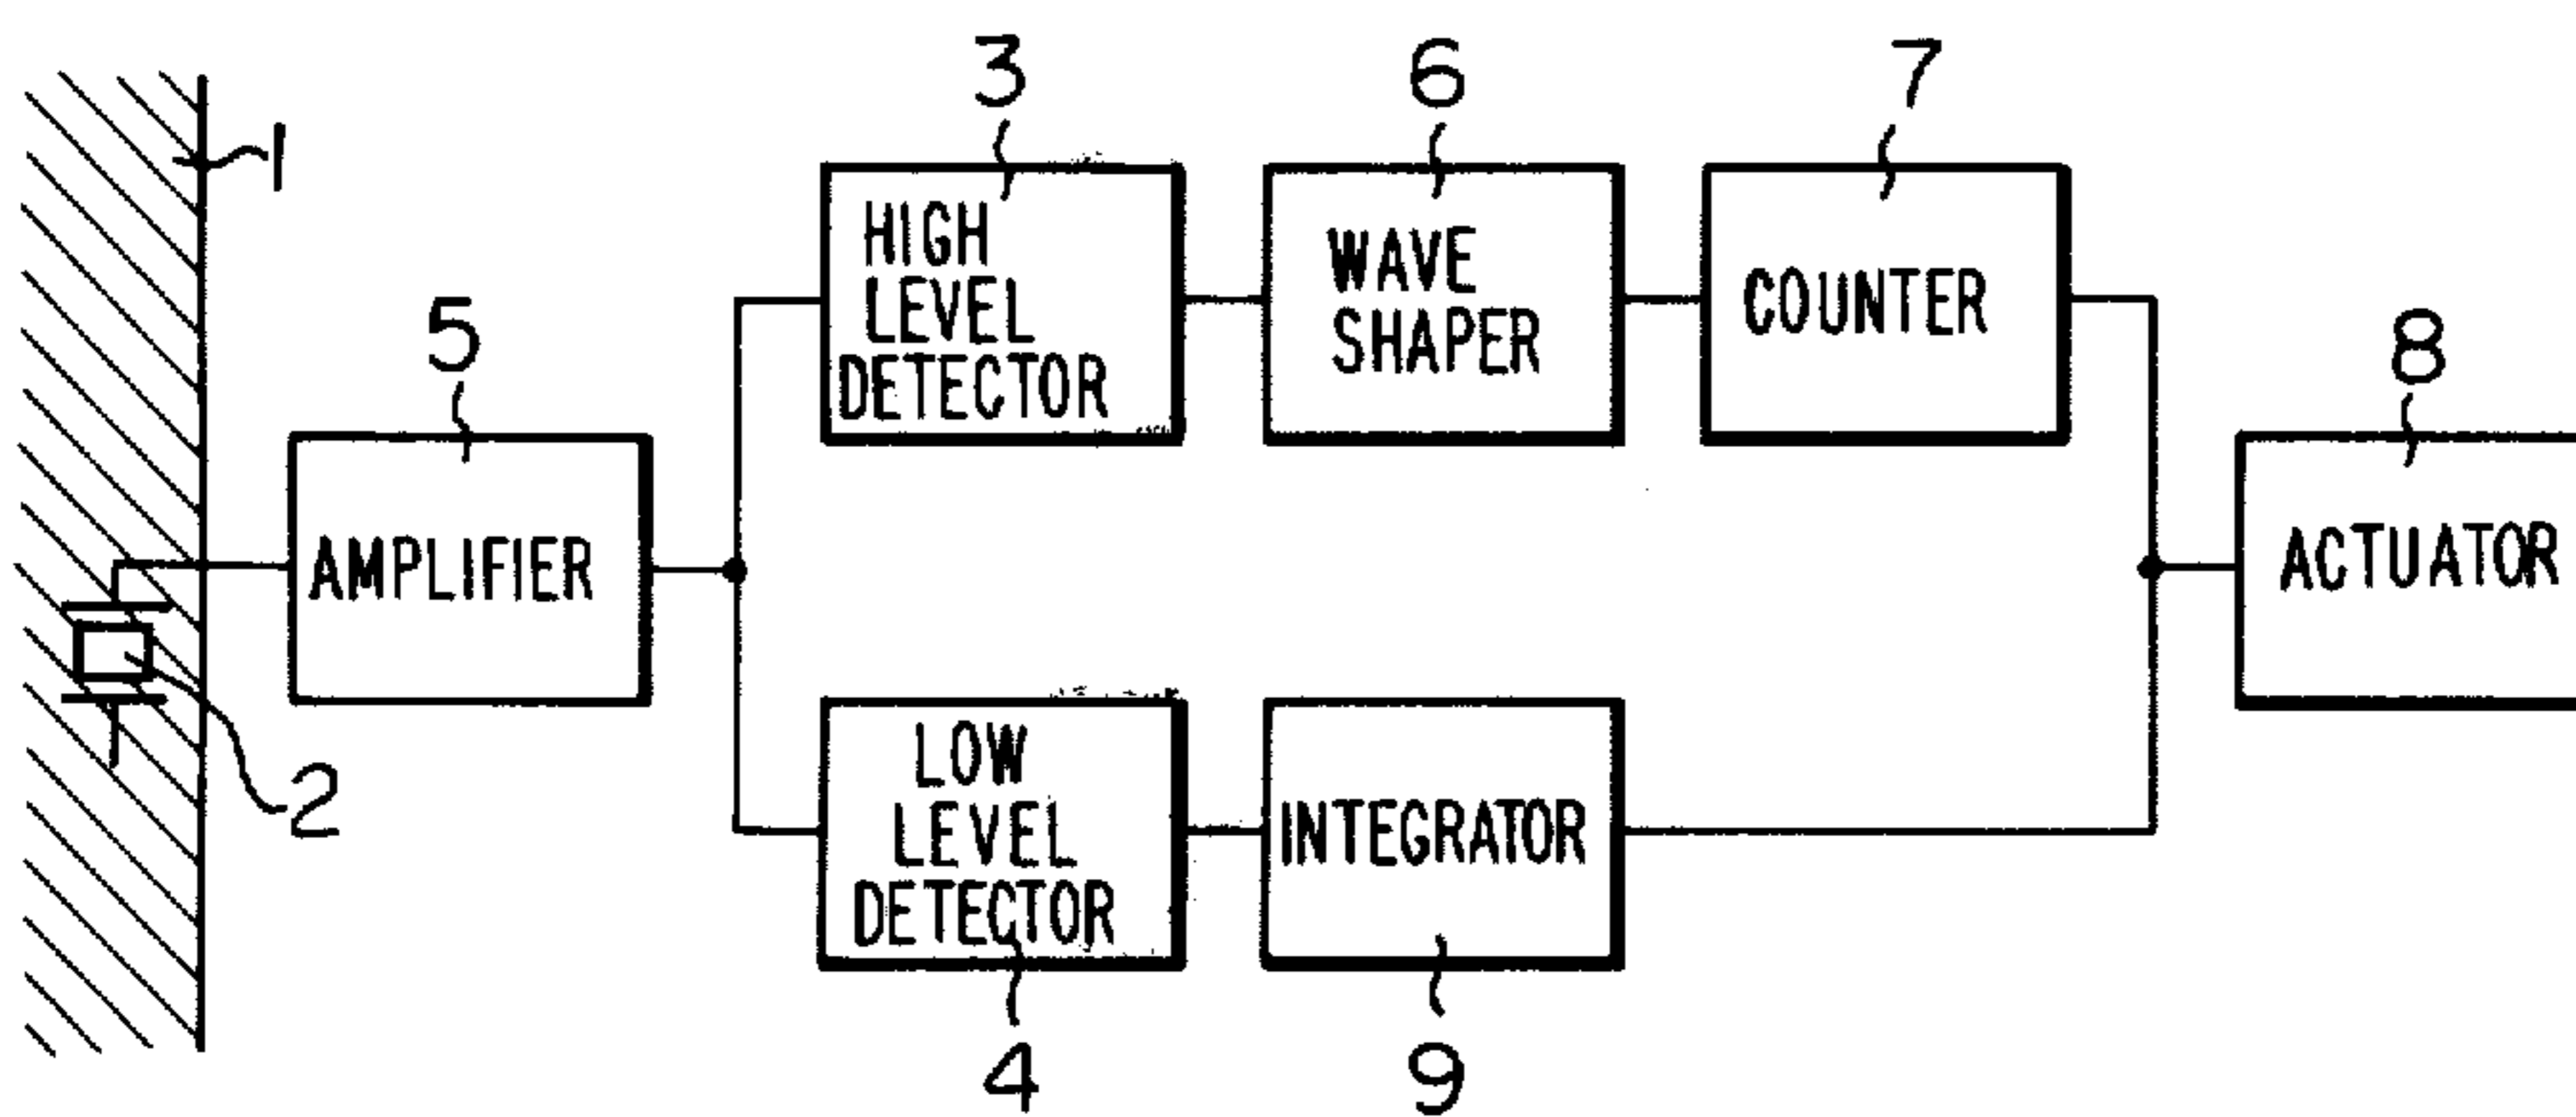 1
2
5
AMPLIFIER
3
HIGH
LEVEL
DETECTOR
6
WAVE
SHAPER
7
COUNTER
4
LOW
LEVEL
DETECTOR
9
INTEGRATOR
8
ACTUATOR